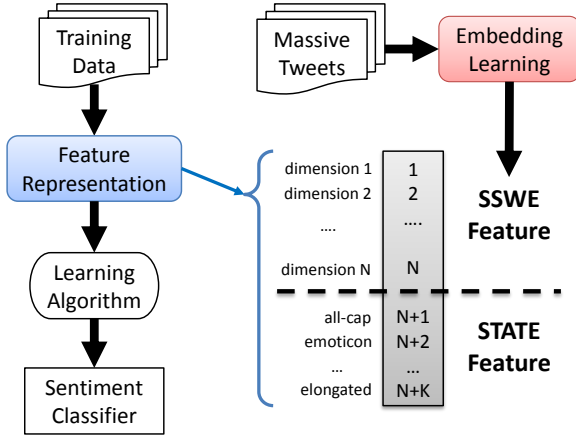 Training
Data
Massive
Tweets
Embedding
Learning
Feature
Representation
Learning
Algorithm
Sentiment
Classifier
dimension 1 1
dimension 2 2
.... ....
dimension N N
SSWE
Feature
all-cap N+1
emoticon N+2
... ...
elongated N+K
STATE
Feature